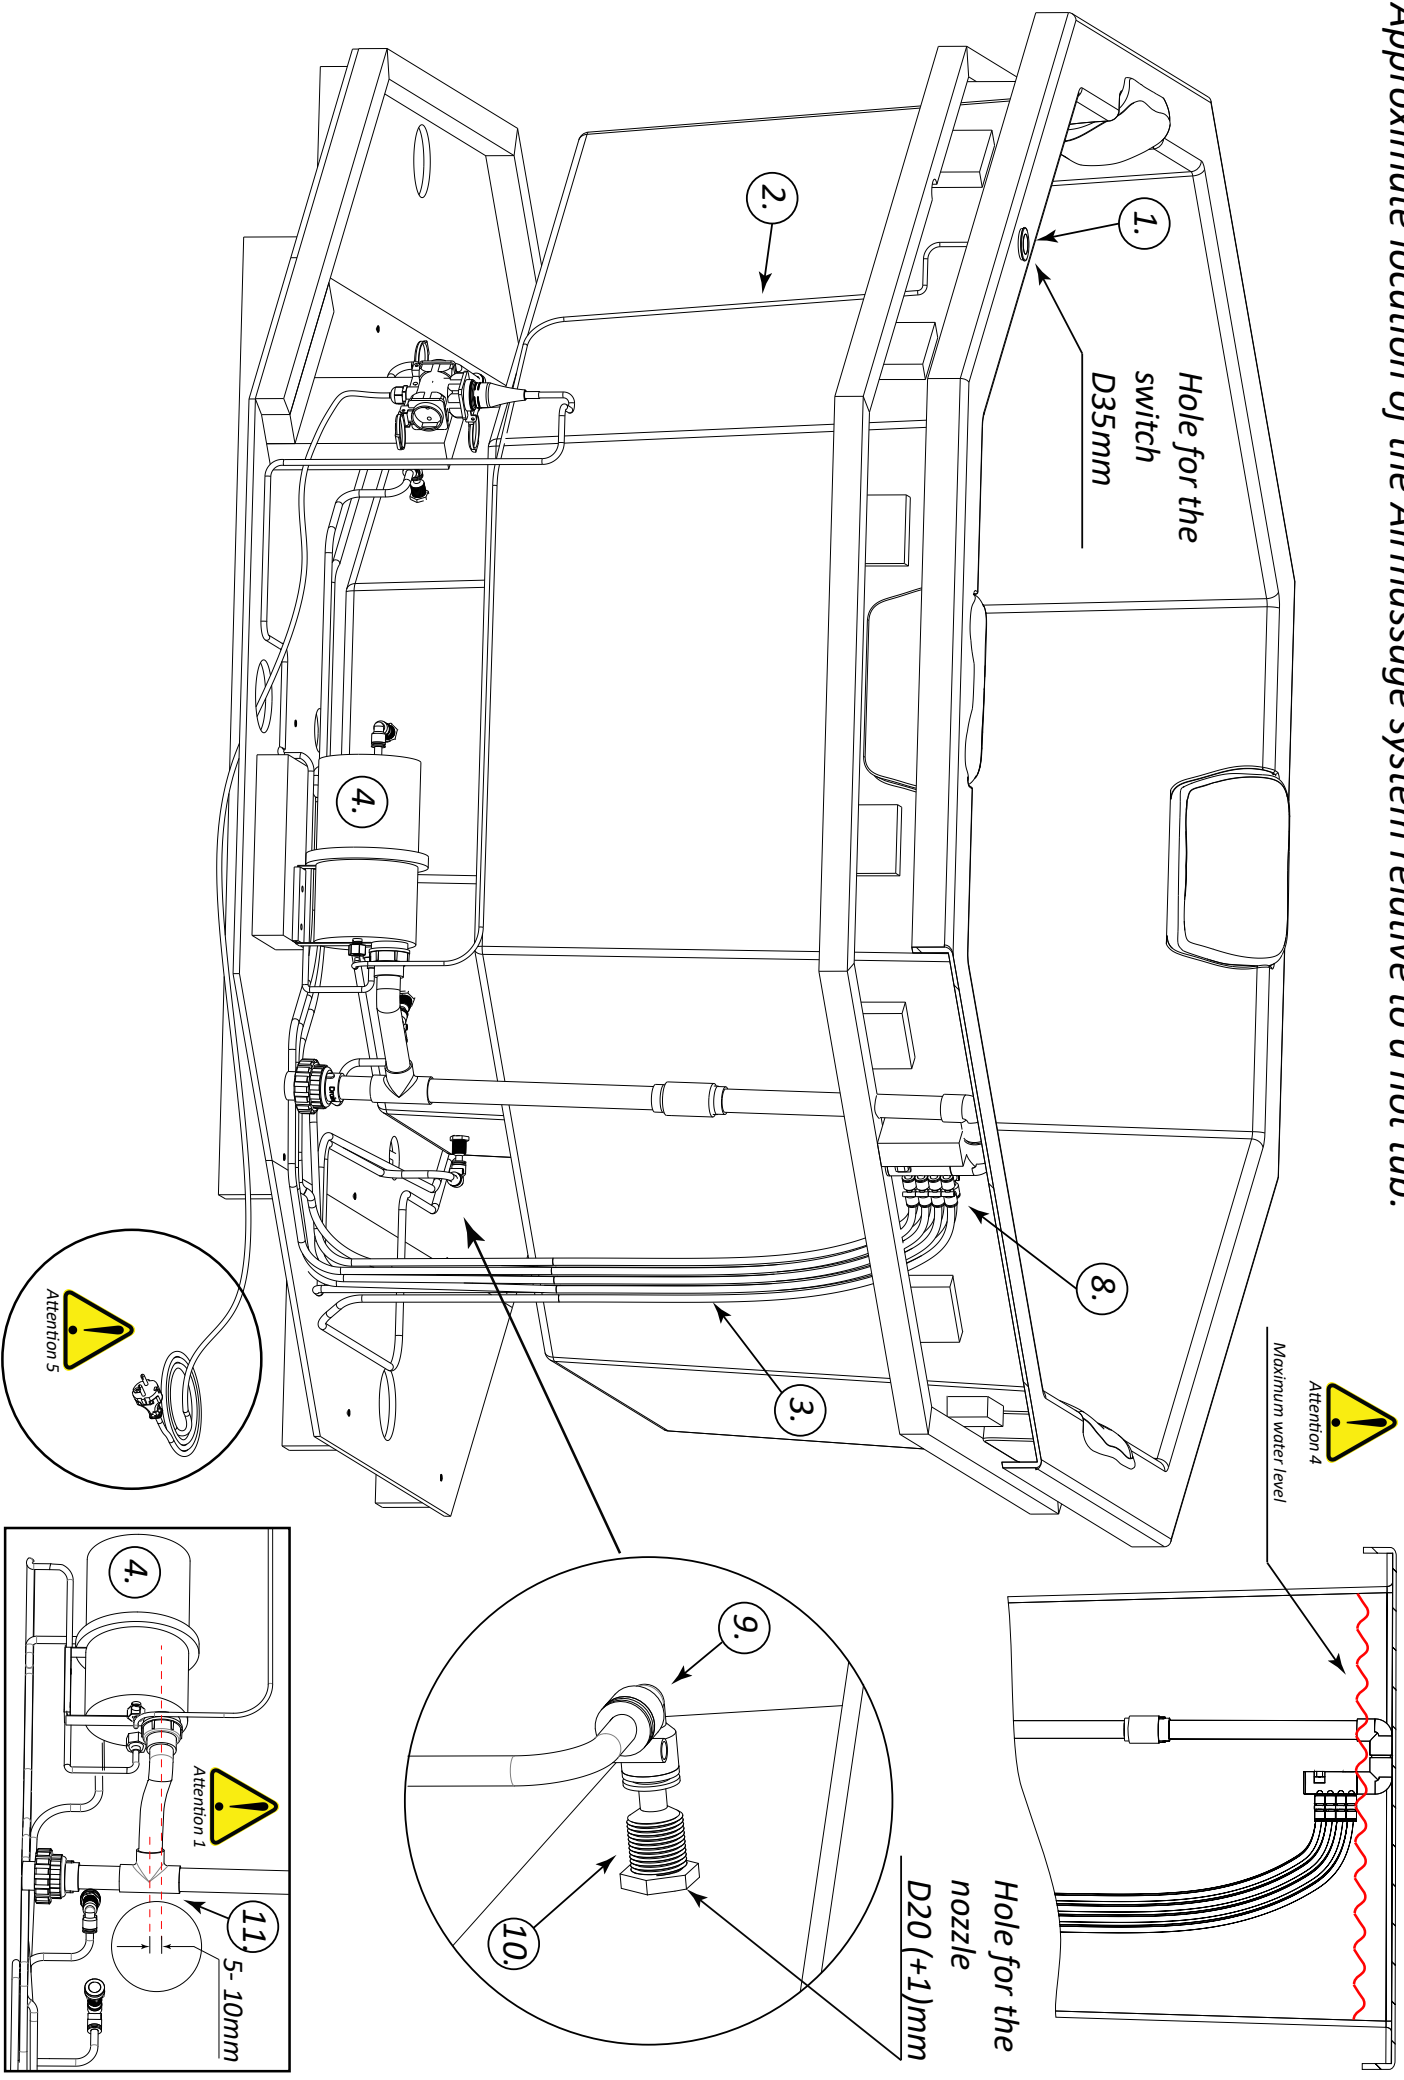 Approximate location of the Airmassage system relative to a hot tub.
Attention 4
Maximum water level
1.
Hole for the
switch
D35mm
2.
8.
3.
4.
Hole for the
nozzle
D20 (+1)mm
9.
10.
Attention 5
4.
Attention 1
11.
5- 10mm